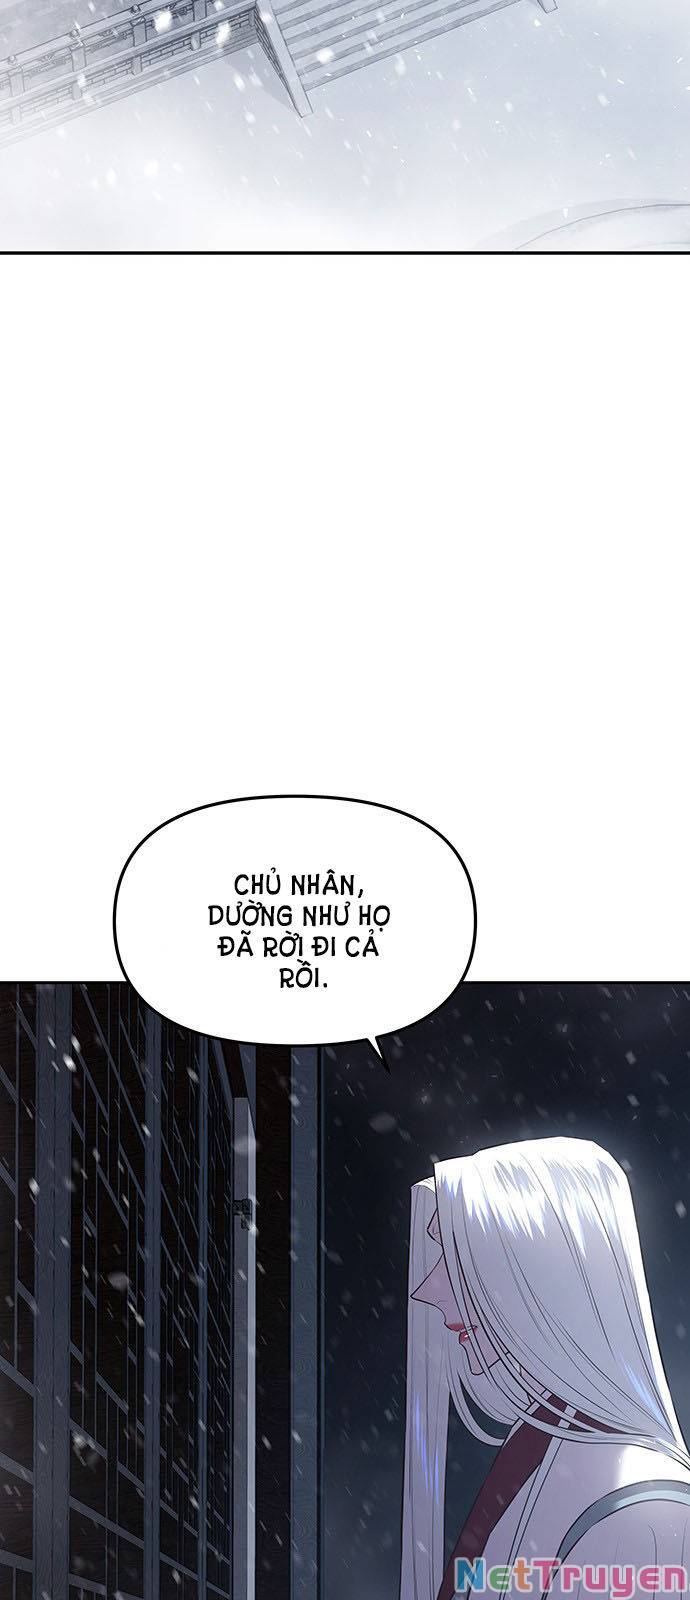 CHỦ NHÂN,
DƯỜNG NHƯ HỌ
ĐÃ RỜI ĐI CẢ
RỒI.
NetTruyen